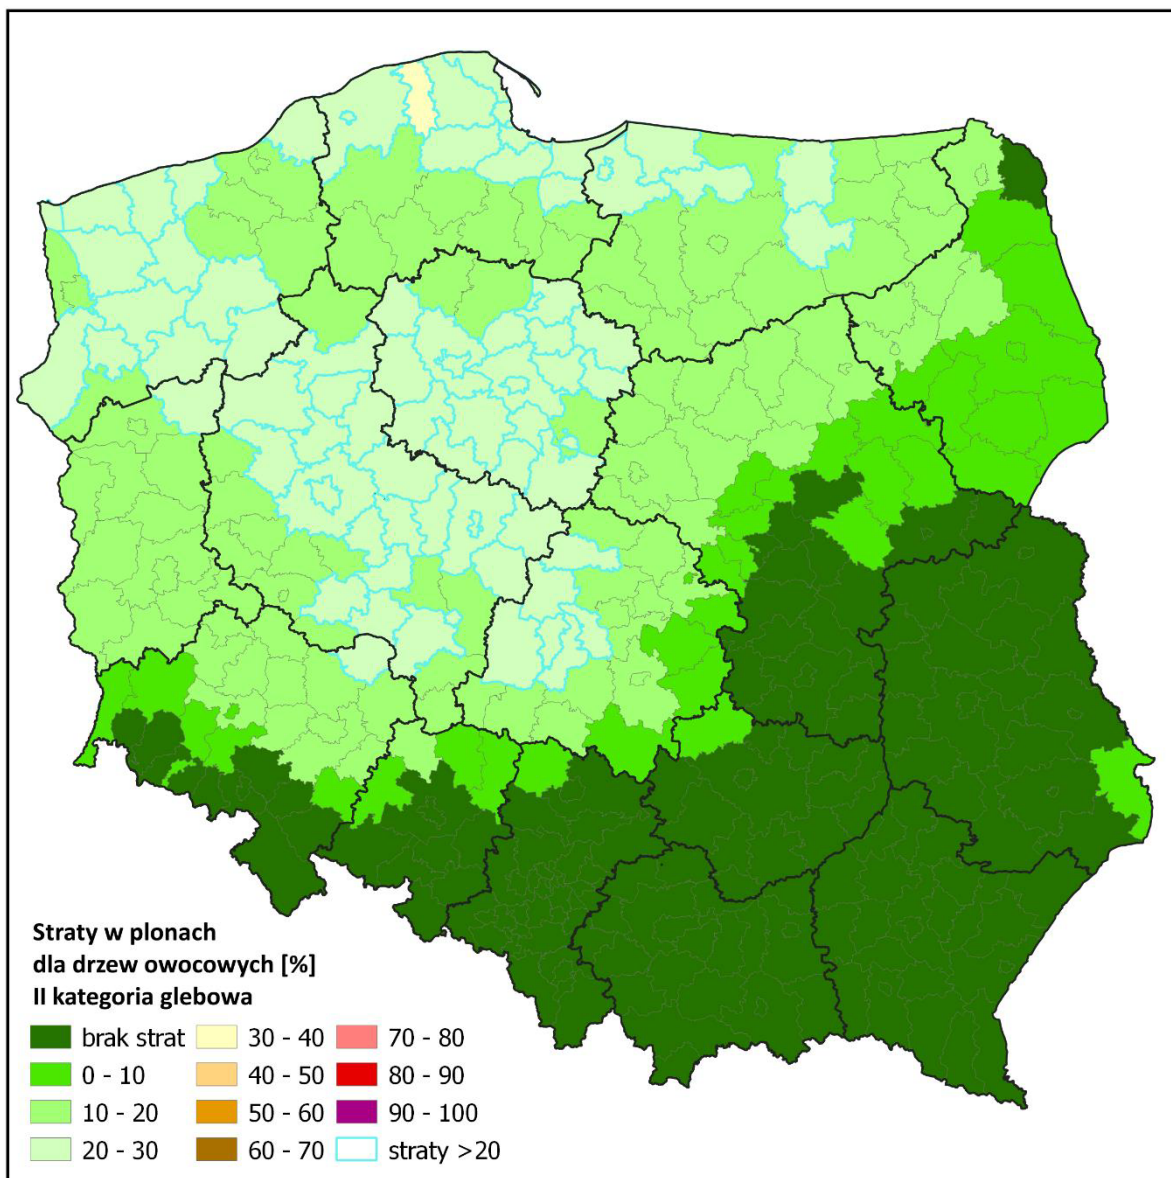 Straty w plonach
dla drzew owocowych [%]
II kategoria glebowa
brak strat
0 - 10
10 - 20
20 - 30
30 - 40
40 - 50
50 - 60
60 - 70
70 - 80
80 - 90
90 - 100
straty >20